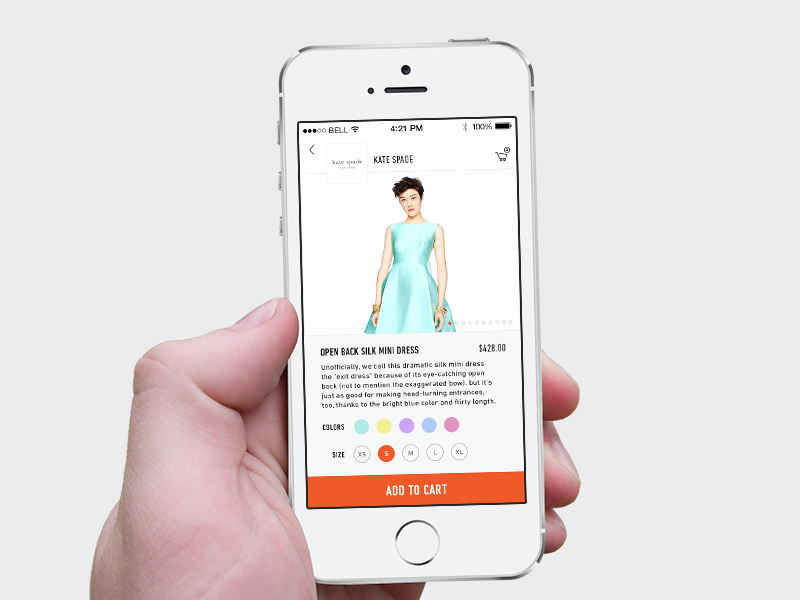 BELL 4:21 PM 100%
kate spade KATE SPADE
OPEN BACK SILK MINI DRESS $428.00
Unofficially, we call this dramatic silk mini dress
the "exit dress" because of its eye-catching open
back (not to mention the exaggerated bow). but it's
just as good for making head-turning entrances,
too, thanks to the bright blue color and flirty length.
COLORS
SIZE XS S M L XL
ADD TO CART